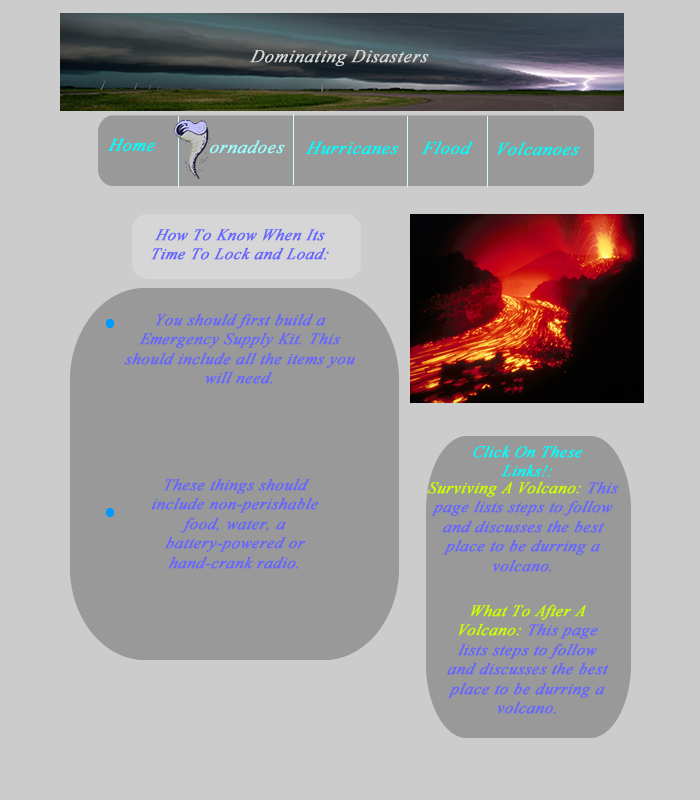 Dominating Disasters
Home
ornadoes
Hurricanes
Flood
Volcanoes
How To Know When Its
Time To Lock and Load:
You should first build a
Emergency Supply Kit. This
should include all the items you
will need.
These things should
include non-perishable
food, water, a
battery-powered or
hand-crank radio.
Click On These
Links!:
Surviving A Volcano: This
page lists steps to follow
and discusses the best
place to be durring a
volcano.
What To After A
Volcano: This page
lists steps to follow
and discusses the best
place to be durring a
volcano.